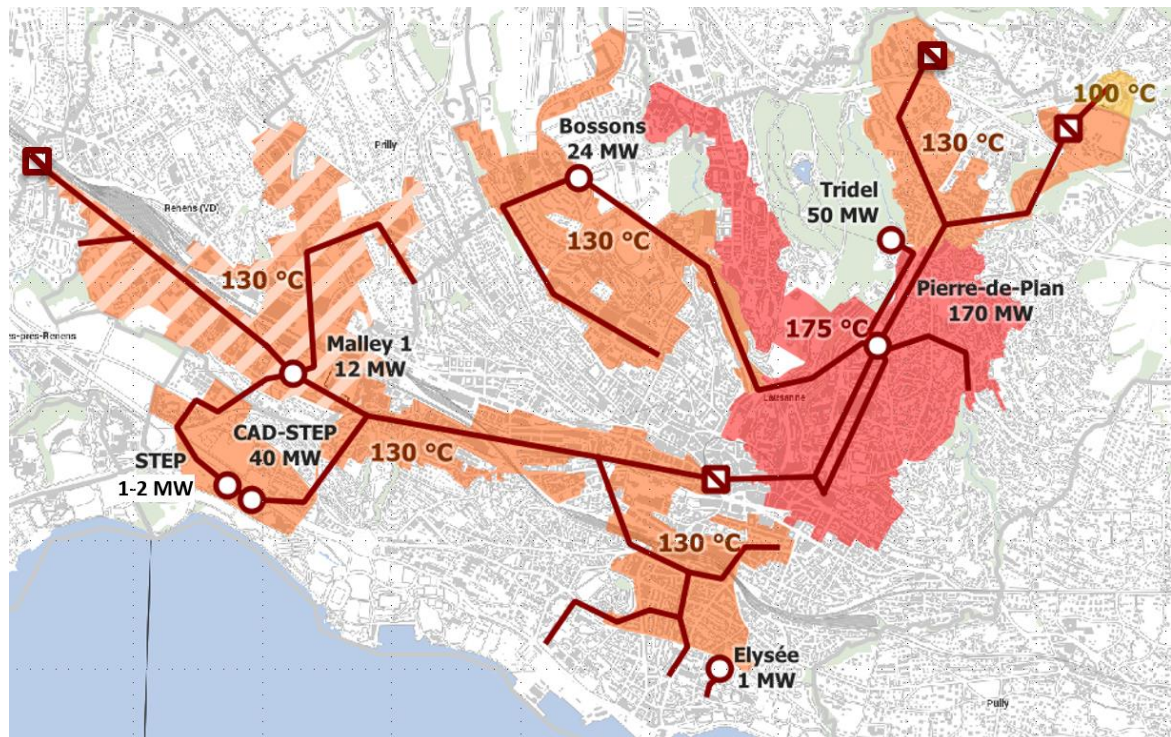 100 °C
Bossons
24 MW
130 °C
Prilly
Tridel
50 MW
Renens (VD)
130 °C
130 °C
Pierre-de-Plan
170 MW
175 °C
Malley 1
12 MW
Lausanne
CAD-STEP
40 MW
130 °C
STEP
1-2 MW
130 °C
Elysée
1 MW
Pully